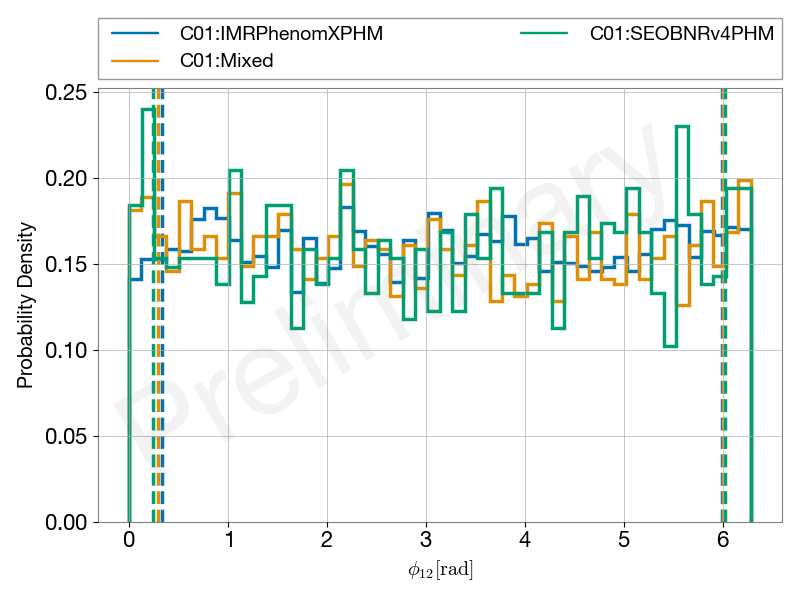 C01:IMRPhenomXPHM
C01:Mixed
C01:SEOBNRv4PHM
0.25
0.20
0.15
0.10
0.05
0.00
Probability Density
Preliminary
0 1 2 3 4 5 6
ϕ₁₂[rad]